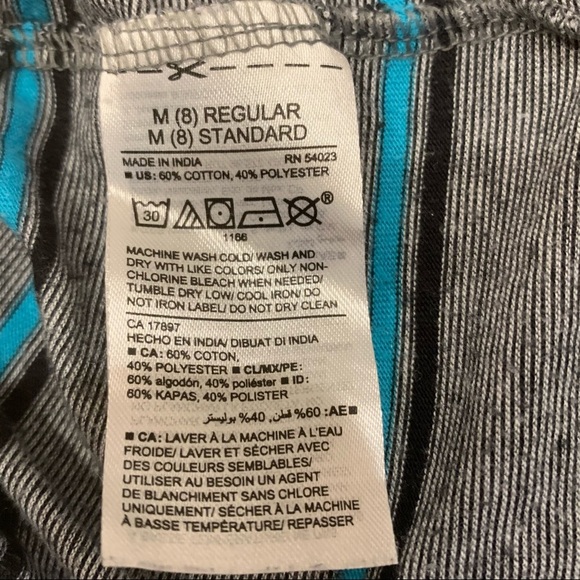 M (8) REGULAR
M (8) STANDARD
MADE IN INDIA RN 54023
■ US: 60% COTTON, 40% POLYESTER
30 ®
1166
MACHINE WASH COLD/ WASH AND
DRY WITH LIKE COLORS/ ONLY NON-
CHLORINE BLEACH WHEN NEEDED/
TUMBLE DRY LOW/ COOL IRON/ DO
NOT IRON LABEL/ DO NOT DRY CLEAN
CA 17897
HECHO EN INDIA/ DIBUAT DI INDIA
■ CA: 60% COTON,
40% POLYESTER ■ CL/MX/PE:
60% algodón, 40% poliéster ■ ID:
60% KAPAS, 40% POLISTER
■AE: 60% قطن, 40% بوليستر
■ CA: LAVER À LA MACHINE À L'EAU
FROIDE/ LAVER ET SÉCHER AVEC
DES COULEURS SEMBLABLES/
UTILISER AU BESOIN UN AGENT
DE BLANCHIMENT SANS CHLORE
UNIQUEMENT/ SÉCHER À LA MACHINE
À BASSE TEMPÉRATURE/ REPASSER